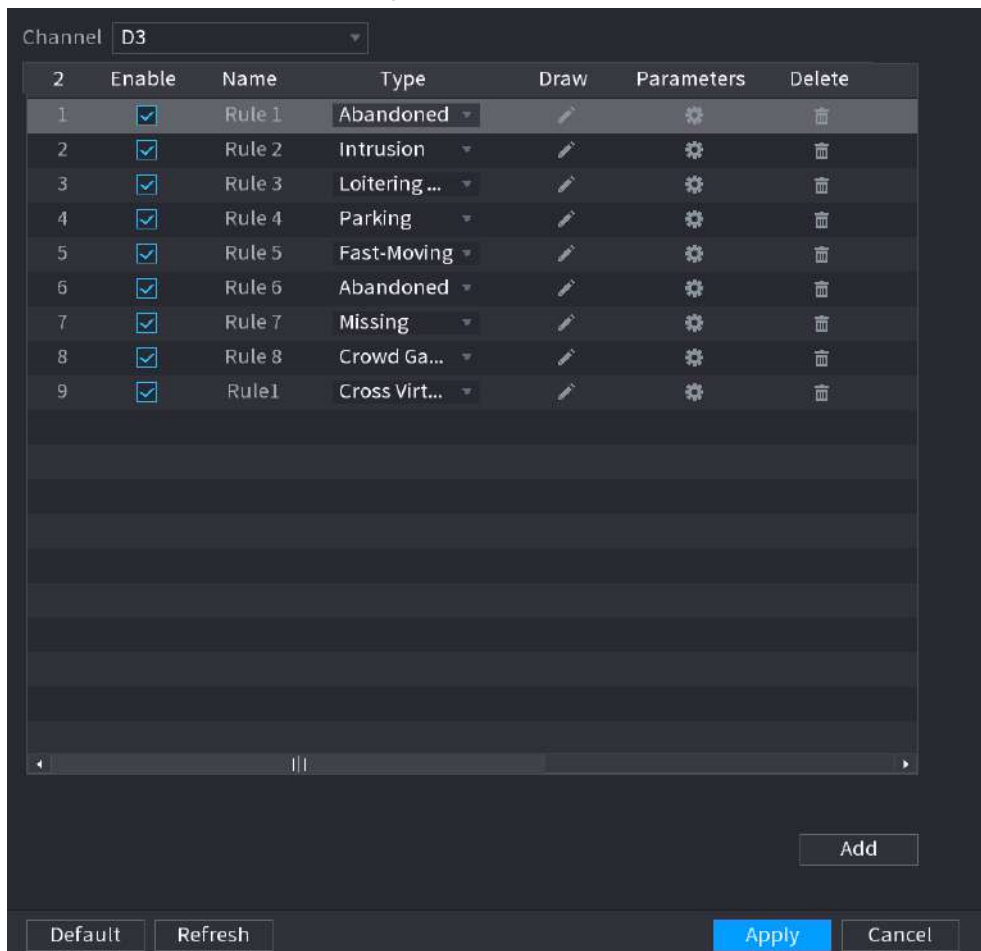 Channel D3
2 Enable Name Type Draw Parameters Delete
1 Rule 1 Abandoned
2 Rule 2 Intrusion
3 Rule 3 Loitering ...
4 Rule 4 Parking
5 Rule 5 Fast-Moving
6 Rule 6 Abandoned
7 Rule 7 Missing
8 Rule 8 Crowd Ga...
9 Rule1 Cross Virt...
Add
Default Refresh Apply Cancel